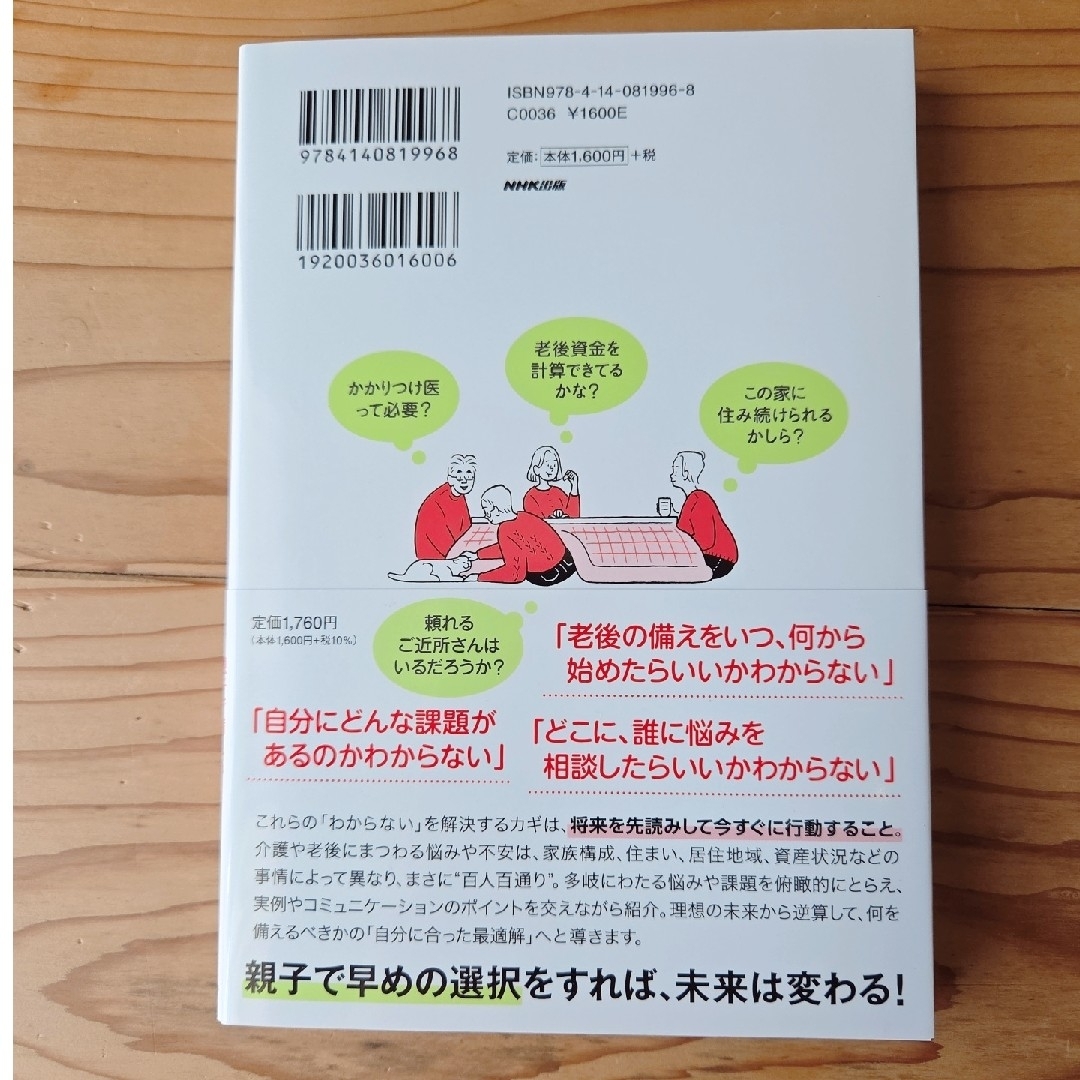 ISBN978-4-14-081996-8
C0036 ¥1600E
9784140819968
定価:本体1,600円+税
NHK出版
1920036016006
老後資金を
計算できてる
かな?
かかりつけ医
って必要?
この家に
住み続けられる
かしら?
定価1,760円
(本体1,600円+税10%)
頼れる
ご近所さんは
いるだろうか?
「老後の備えをいつ、何から
始めたらいいかわからない」
「自分にどんな課題が
あるのかわからない」
「どこに、誰に悩みを
相談したらいいかわからない」
これらの「わからない」を解決するカギは、将来を先読みして今すぐに行動すること。
介護や老後にまつわる悩みや不安は、家族構成、住まい、居住地域、資産状況などの
事情によって異なり、まさに“百人百通り”。多岐にわたる悩みや課題を俯瞰的にとらえ、
実例やコミュニケーションのポイントを交えながら紹介。理想の未来から逆算して、何を
備えるべきかの「自分に合った最適解」へと導きます。
親子で早めの選択をすれば、未来は変わる!